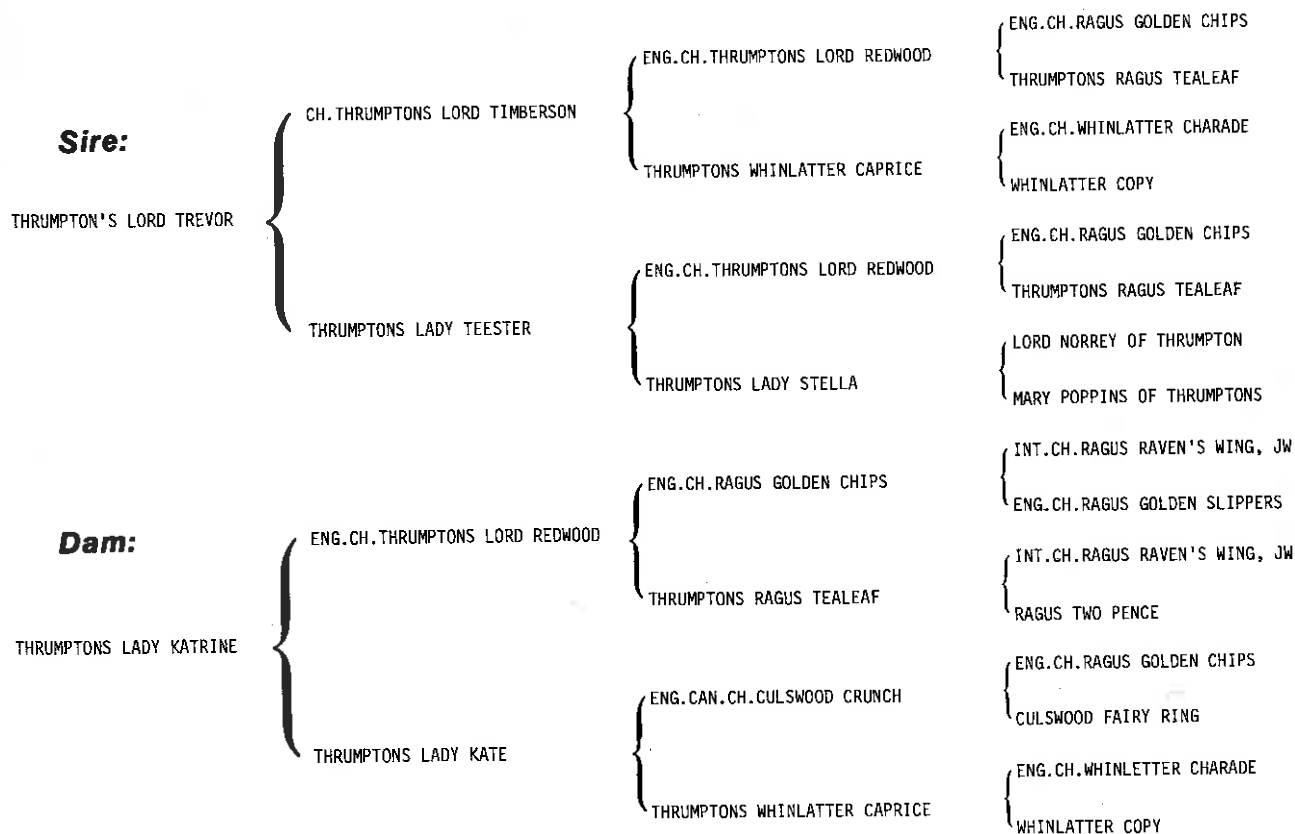 ENG.CH.RAGUS GOLDEN CHIPS
ENG.CH.THRUMPTONS LORD REDWOOD
THRUMPTONS RAGUS TEALEAF
CH.THRUMPTONS LORD TIMBERSON
Sire:
ENG.CH.WHINLATTER CHARADE
THRUMPTONS WHINLATTER CAPRICE
WHINLATTER COPY
THRUMPTON'S LORD TREVOR
ENG.CH.RAGUS GOLDEN CHIPS
ENG.CH.THRUMPTONS LORD REDWOOD
THRUMPTONS RAGUS TEALEAF
THRUMPTONS LADY TEESTER
LORD NORREY OF THRUMPTON
THRUMPTONS LADY STELLA
MARY POPPINS OF THRUMPTONS
INT.CH.RAGUS RAVEN'S WING, JW
ENG.CH.RAGUS GOLDEN CHIPS
ENG.CH.RAGUS GOLDEN SLIPPERS
Dam:
ENG.CH.THRUMPTONS LORD REDWOOD
INT.CH.RAGUS RAVEN'S WING, JW
THRUMPTONS RAGUS TEALEAF
RAGUS TWO PENCE
THRUMPTONS LADY KATRINE
ENG.CH.RAGUS GOLDEN CHIPS
ENG.CAN.CH.CULSWOOD CRUNCH
CULSWOOD FAIRY RING
THRUMPTONS LADY KATE
ENG.CH.WHINLETTER CHARADE
THRUMPTONS WHINLATTER CAPRICE
WHINLATTER COPY